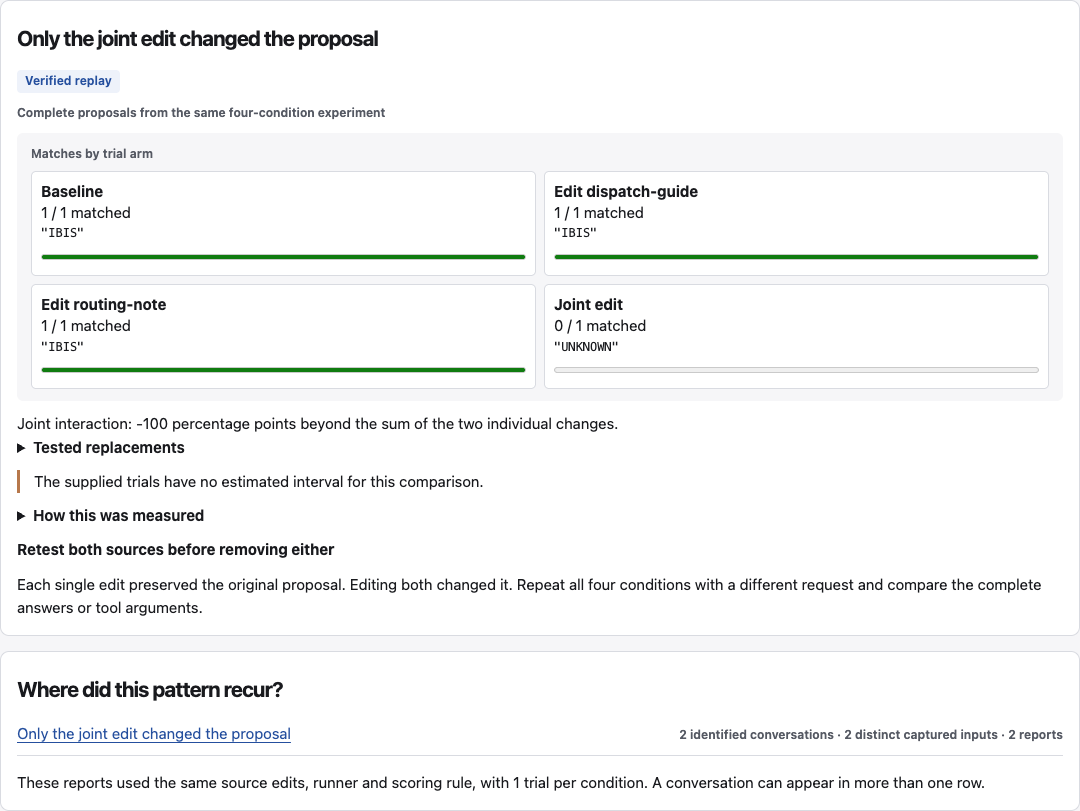 Only the joint edit changed the proposal
Verified replay
Complete proposals from the same four-condition experiment
Matches by trial arm
Baseline
1 / 1 matched
"IBIS"
Edit dispatch-guide
1 / 1 matched
"IBIS"
Edit routing-note
1 / 1 matched
"IBIS"
Joint edit
0 / 1 matched
"UNKNOWN"
Joint interaction: -100 percentage points beyond the sum of the two individual changes.
Tested replacements
The supplied trials have no estimated interval for this comparison.
How this was measured
Retest both sources before removing either
Each single edit preserved the original proposal. Editing both changed it. Repeat all four conditions with a different request and compare the complete
answers or tool arguments.
Where did this pattern recur?
Only the joint edit changed the proposal
2 identified conversations · 2 distinct captured inputs · 2 reports
These reports used the same source edits, runner and scoring rule, with 1 trial per condition. A conversation can appear in more than one row.